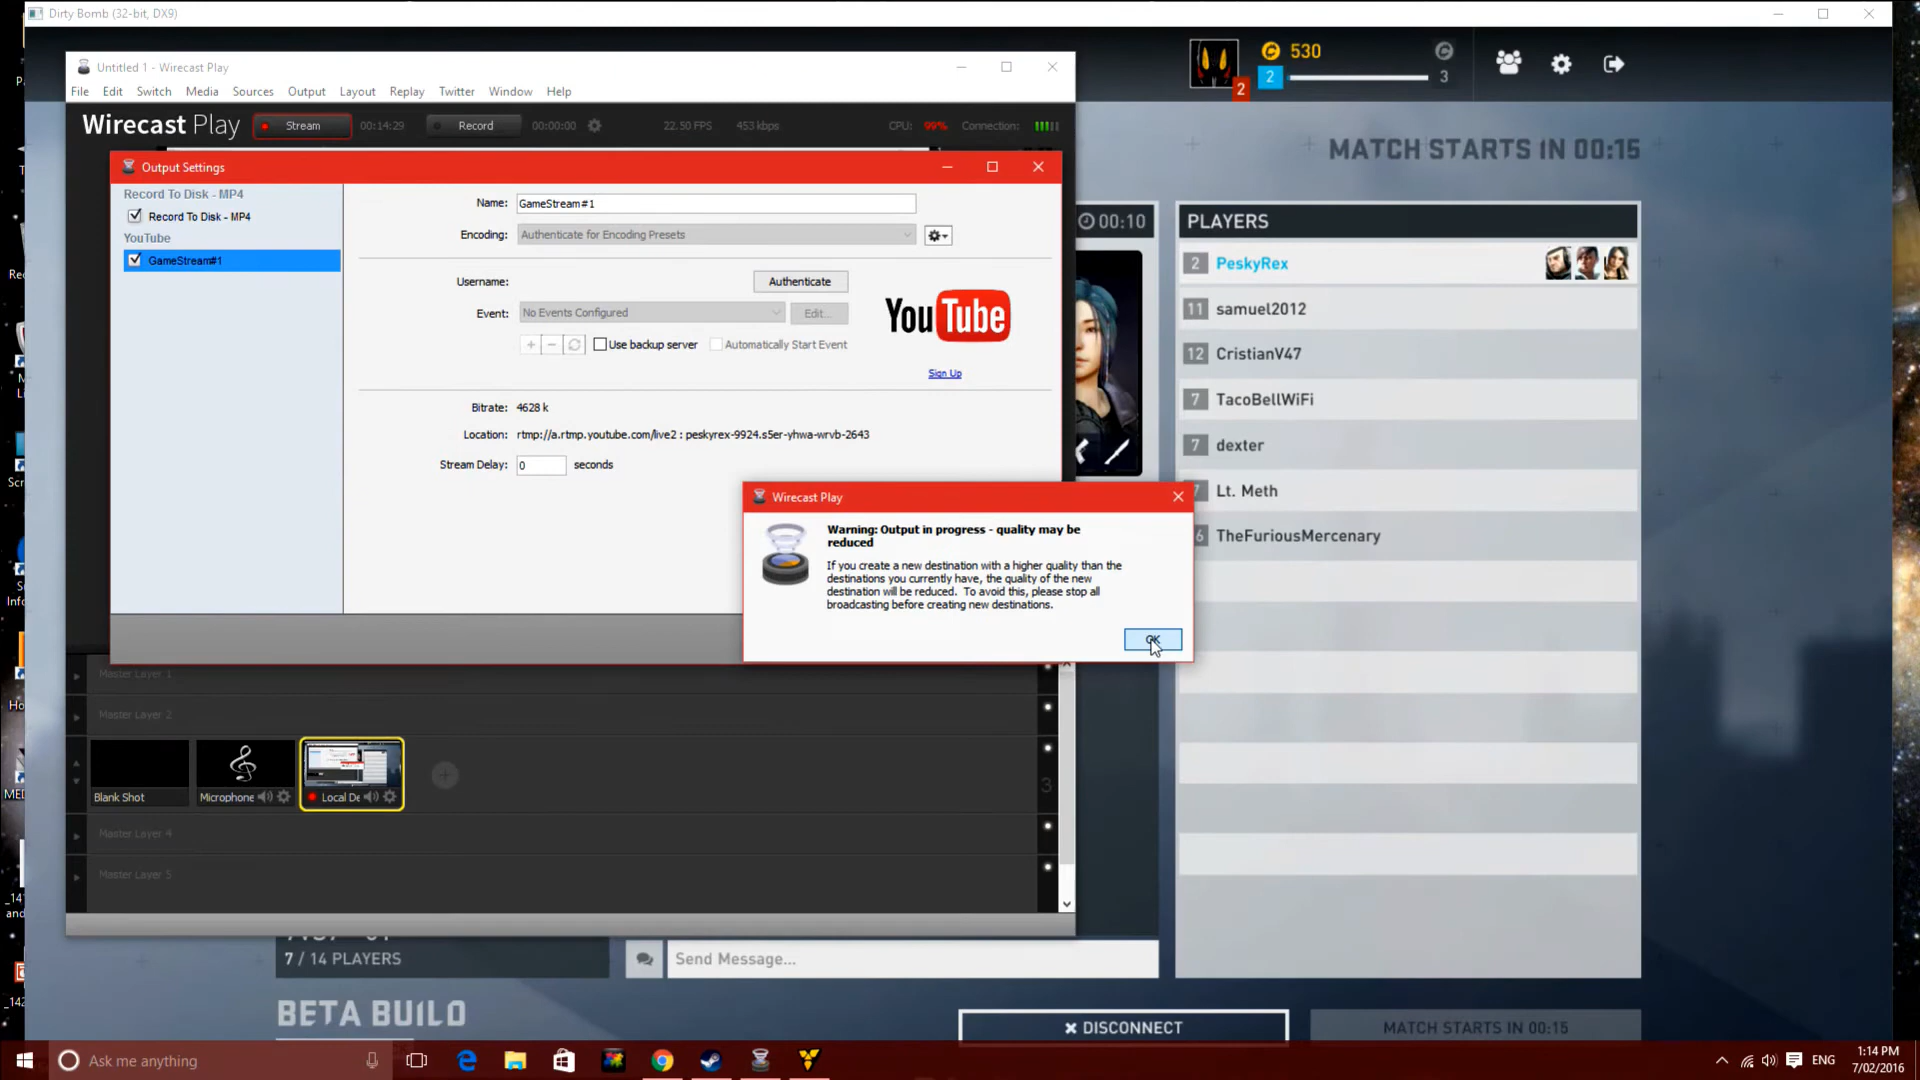 Dirty Bomb (32-bit, DX9)
530
2
3
2
Untitled 1 - Wirecast Play
File Edit Switch Media Sources Output Layout Replay Twitter Window Help
Wirecast Play
Stream
00:14:29
Record
00:00:00
22.50 FPS
453 kbps
CPU: 99%
Connection:
MATCH STARTS IN 00:15
Output Settings
Record To Disk - MP4
Record To Disk - MP4
YouTube
GameStream#1
Name: GameStream#1
Encoding: Authenticate for Encoding Presets
Username:
Authenticate
Event: No Events Configured
Edit...
Use backup server
Automatically Start Event
YouTube
Sign Up
Bitrate: 4628 k
Location: rtmp://a.rtmp.youtube.com/live2 : peskyrex-9924.s5er-yhwa-wrvb-2643
Stream Delay: 0 seconds
00:10
PLAYERS
2 PeskyRex
11 samuel2012
12 CristianV47
7 TacoBellWiFi
7 dexter
7 Lt. Meth
6 TheFuriousMercenary
Wirecast Play
Warning: Output in progress - quality may be
reduced
If you create a new destination with a higher quality than the
destinations you currently have, the quality of the new
destination will be reduced. To avoid this, please stop all
broadcasting before creating new destinations.
OK
Master Layer 1
Master Layer 2
Blank Shot
Microphone
Local De
3
Master Layer 4
Master Layer 5
7 / 14 PLAYERS
Send Message...
BETA BUILD
DISCONNECT
MATCH STARTS IN 00:15
Ask me anything
ENG
1:14 PM
7/02/2016